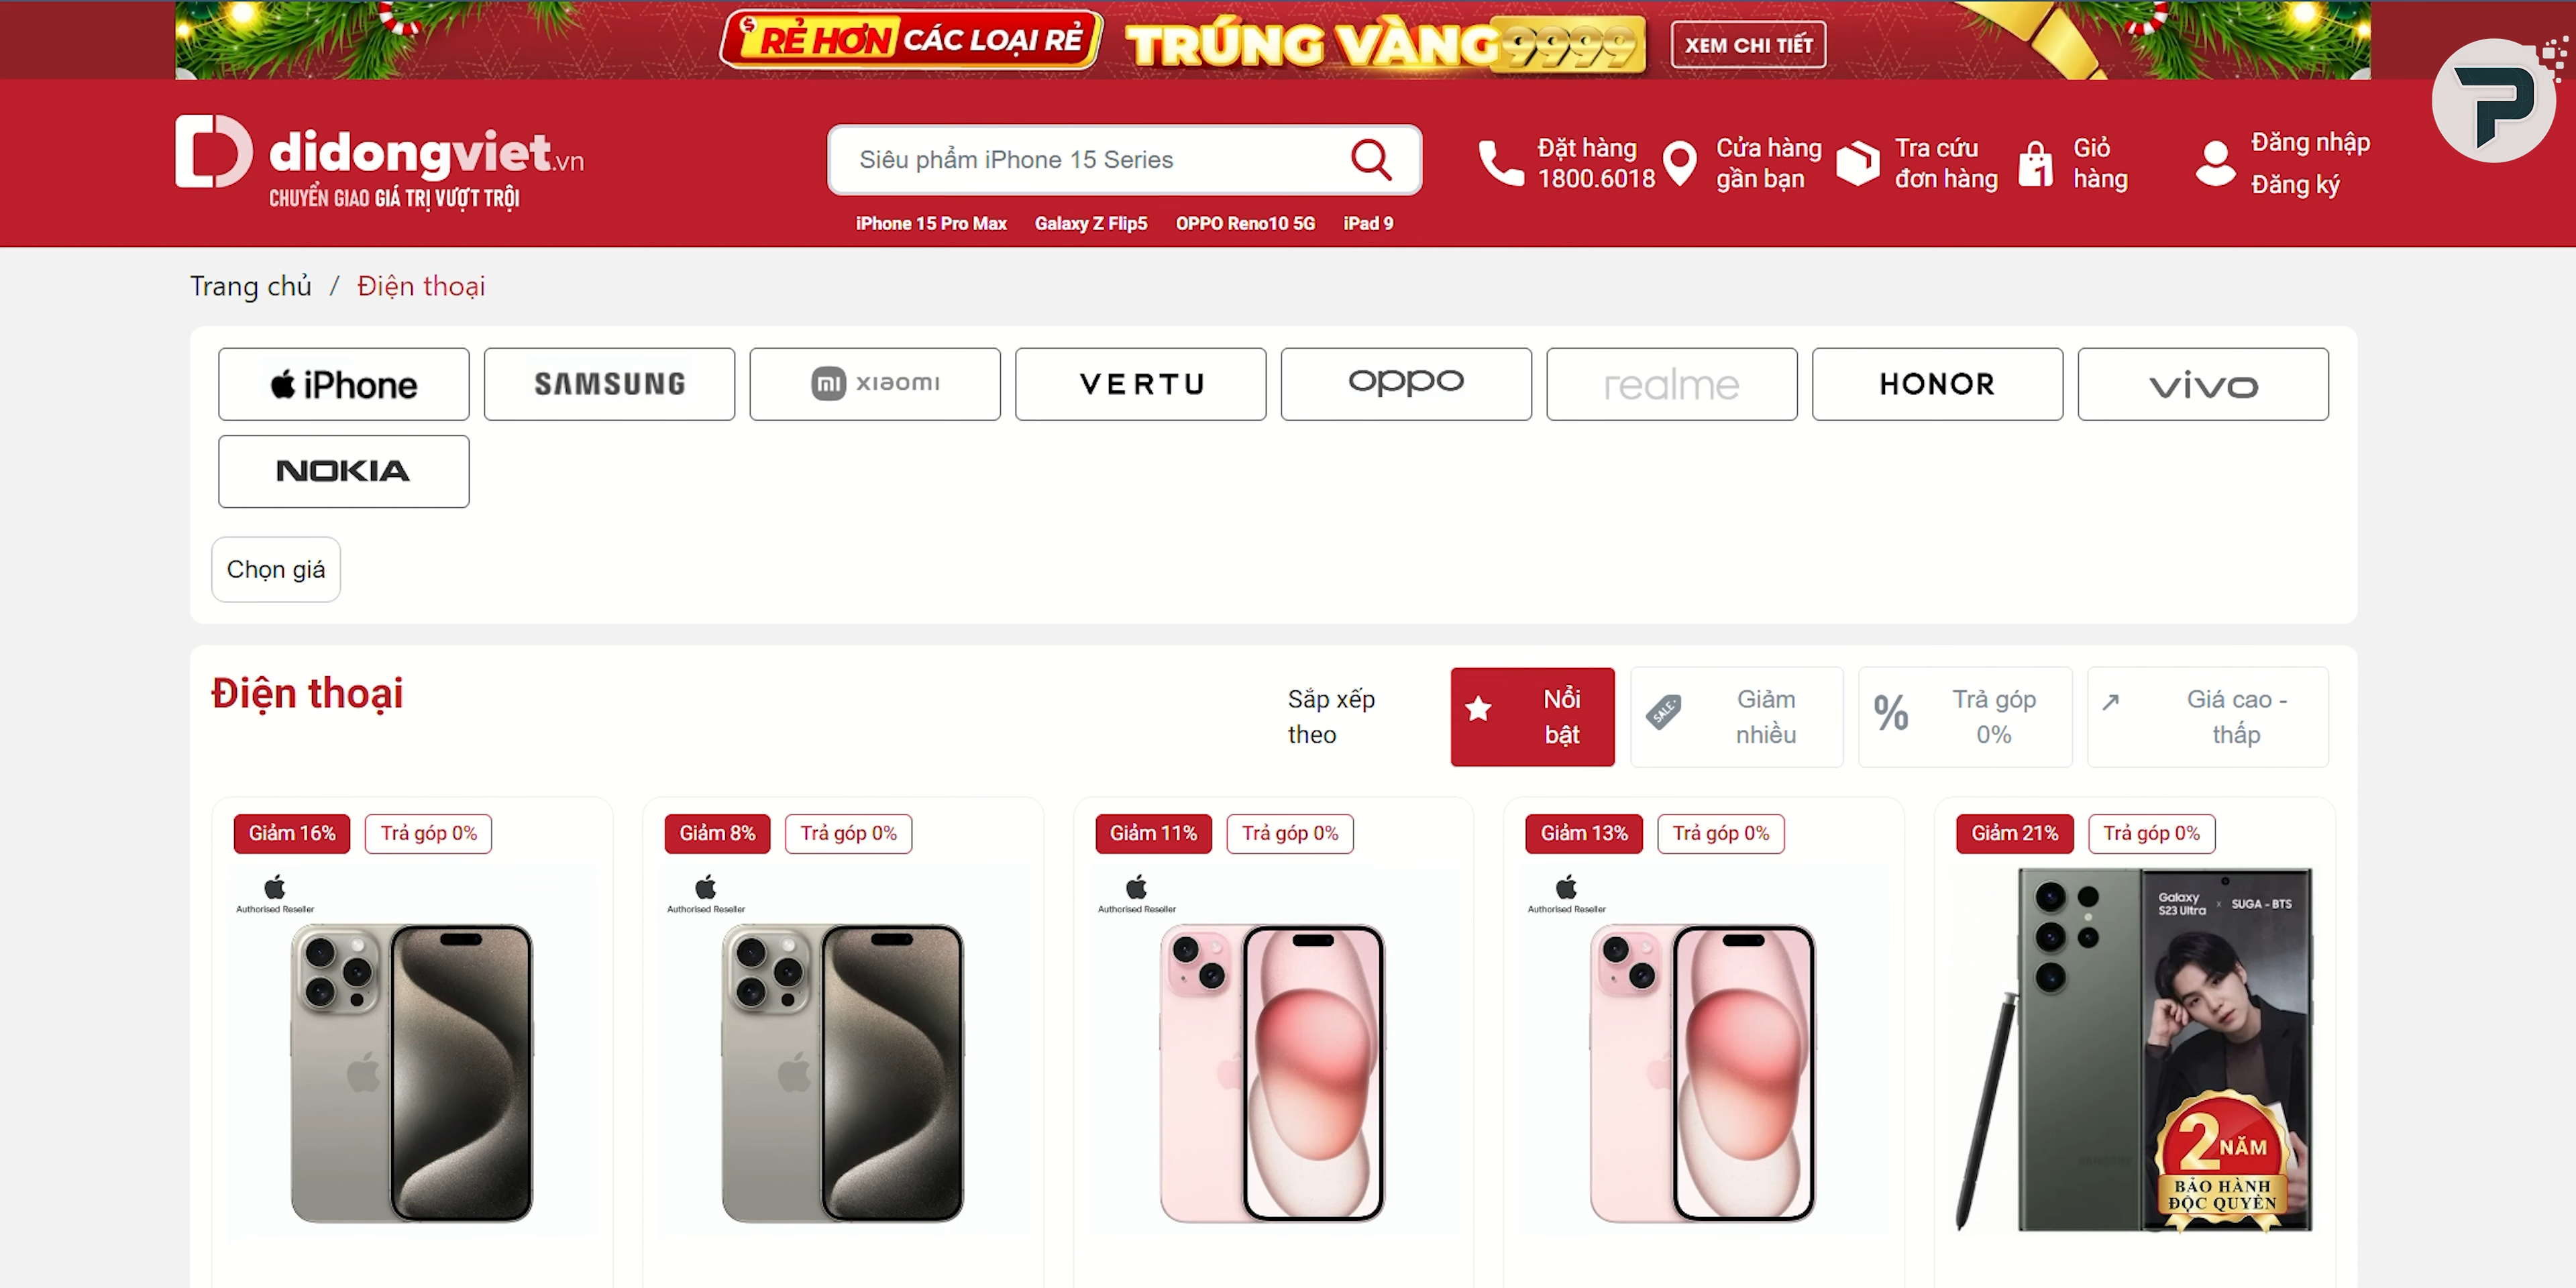 RẺ HƠN CÁC LOẠI RẺ
TRÚNG VÀNG 9999
XEM CHI TIẾT
didongviet.vn
CHUYỂN GIAO GIÁ TRỊ VƯỢT TRỘI
Siêu phẩm iPhone 15 Series
iPhone 15 Pro Max
Galaxy Z Flip5
OPPO Reno10 5G
iPad 9
Đặt hàng
1800.6018
Cửa hàng
gần bạn
Tra cứu
đơn hàng
1
Giỏ
hàng
Đăng nhập
Đăng ký
P
Trang chủ / Điện thoại
iPhone
SAMSUNG
mi xiaomi
VERTU
oppo
realme
HONOR
vivo
NOKIA
Chọn giá
Điện thoại
Sắp xếp
theo
Nổi
bật
SALE
Giảm
nhiều
%
Trả góp
0%
Giá cao -
thấp
Giảm 16%
Trả góp 0%
Authorised Reseller
Giảm 8%
Trả góp 0%
Authorised Reseller
Giảm 11%
Trả góp 0%
Authorised Reseller
Giảm 13%
Trả góp 0%
Authorised Reseller
Giảm 21%
Trả góp 0%
Galaxy
S23 Ultra x SUGA - BTS
2 NĂM
BẢO HÀNH
ĐỘC QUYỀN